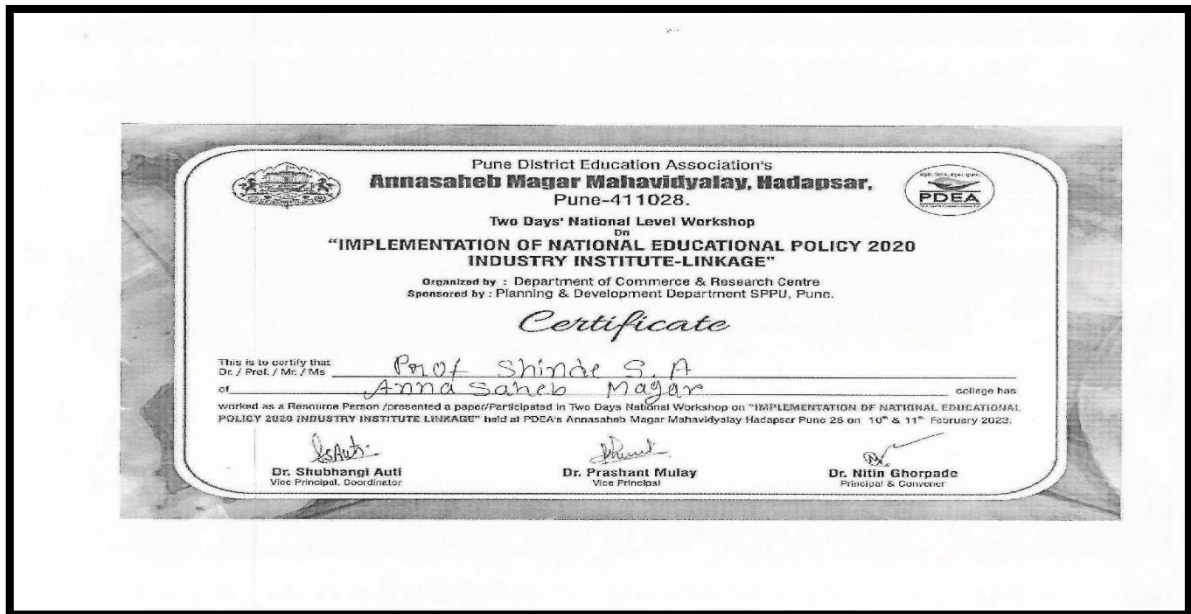 Pune District Education Association's
Annasaheb Magar Mahavidyalay, Hadapsar,
Pune-411028.
PDEA
Two Days' National Level Workshop
On
"IMPLEMENTATION OF NATIONAL EDUCATIONAL POLICY 2020
INDUSTRY INSTITUTE-LINKAGE"
Organized by : Department of Commerce & Research Centre
Sponsored by : Planning & Development Department SPPU, Pune.
Certificate
This is to certify that
Dr. / Prof. / Mr. / Ms Prof Shinde S. A
of Anna Saheb Magar college has
worked as a Resource Person /presented a paper/Participated in Two Days National Workshop on "IMPLEMENTATION OF NATIONAL EDUCATIONAL
POLICY 2020 INDUSTRY INSTITUTE LINKAGE" held at PDEA's Annasaheb Magar Mahavidyalay Hadapsar Pune 28 on 10th & 11th February 2023.
Dr. Shubhangi Auti
Vice Principal, Coordinator
Dr. Prashant Mulay
Vice Principal
Dr. Nitin Ghorpade
Principal & Convener